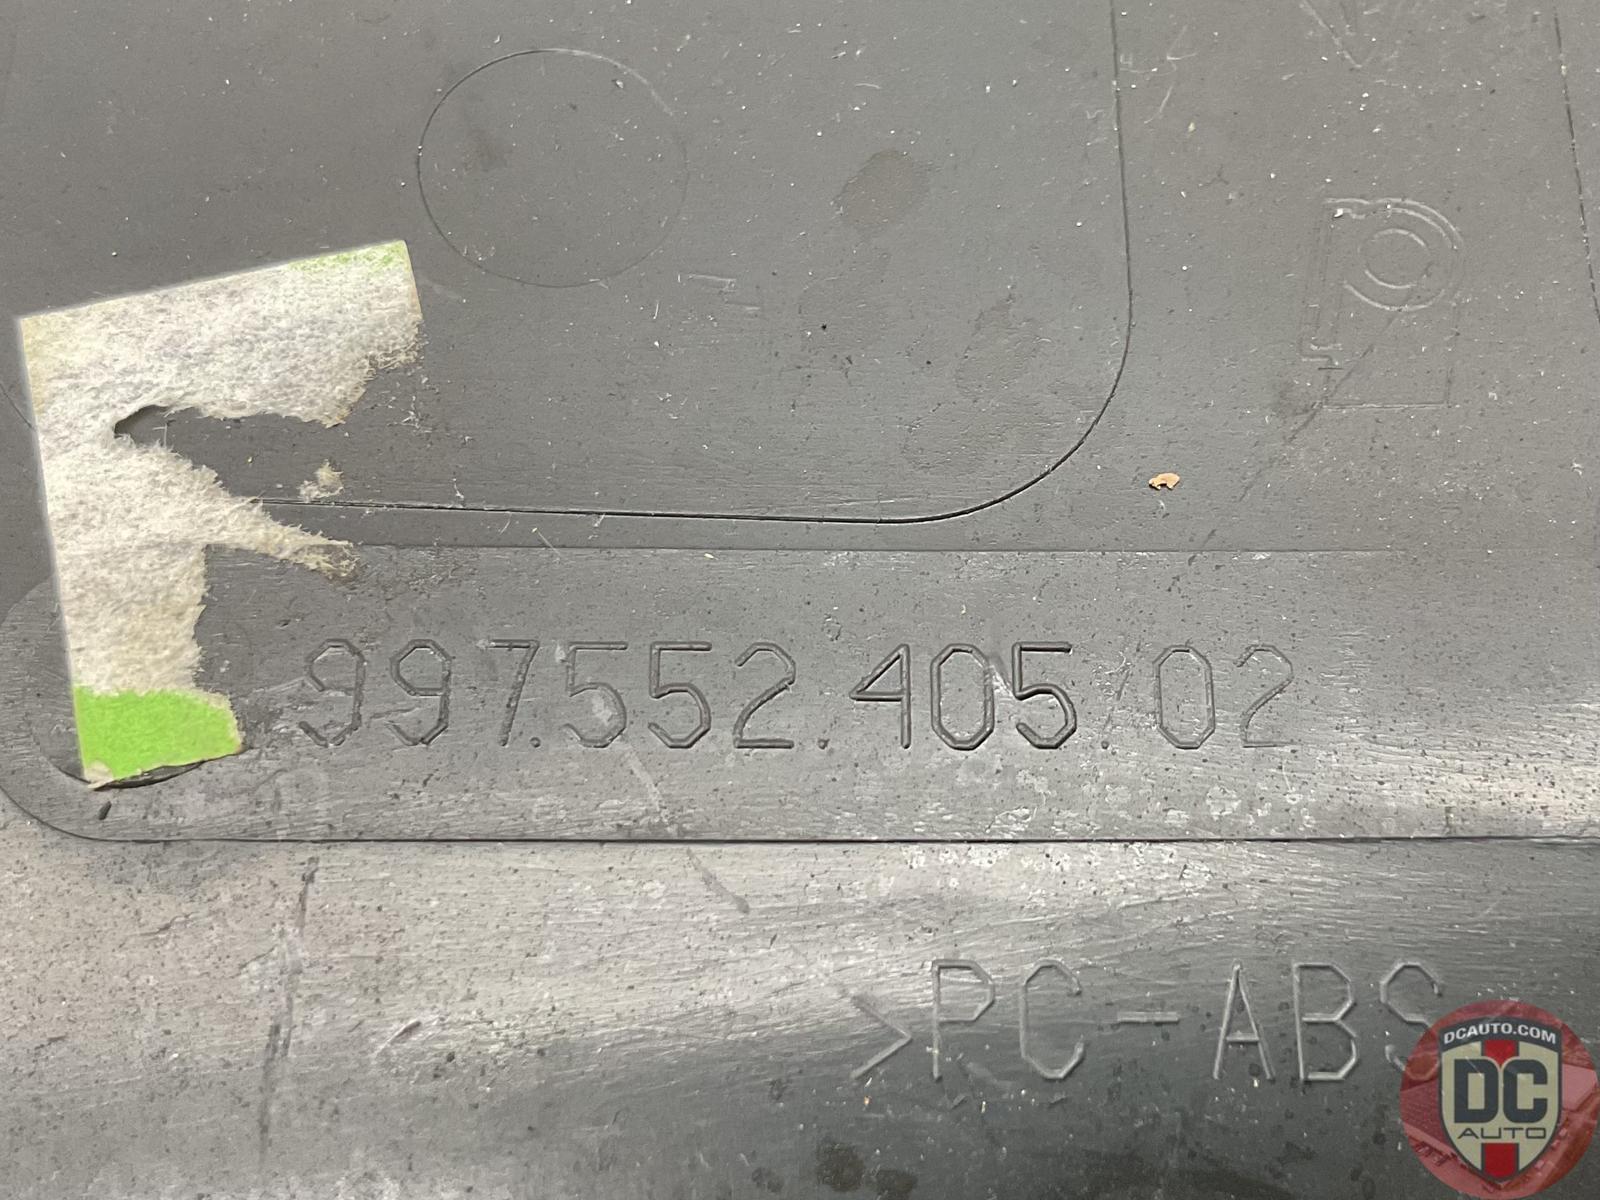 997.552.405.02
>PC-ABS
DCAUTO.COM
DC
AUTO